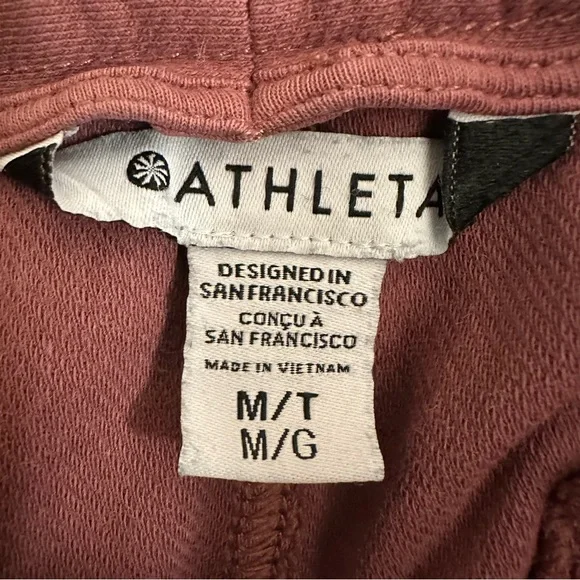 ATHLETA
DESIGNED IN
SAN FRANCISCO
CONÇU À
SAN FRANCISCO
MADE IN VIETNAM
M/T
M/G